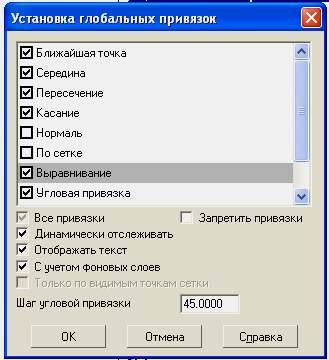 Установка глобальных привязок
Ближайшая точка
Середина
Пересечение
Касание
Нормаль
По сетке
Выравнивание
Угловая привязка
Все привязки Запретить привязки
Динамически отслеживать
Отображать текст
С учетом фоновых слоев
Только по видимым точкам сетки
Шаг угловой привязки 45.0000
OK Отмена Справка